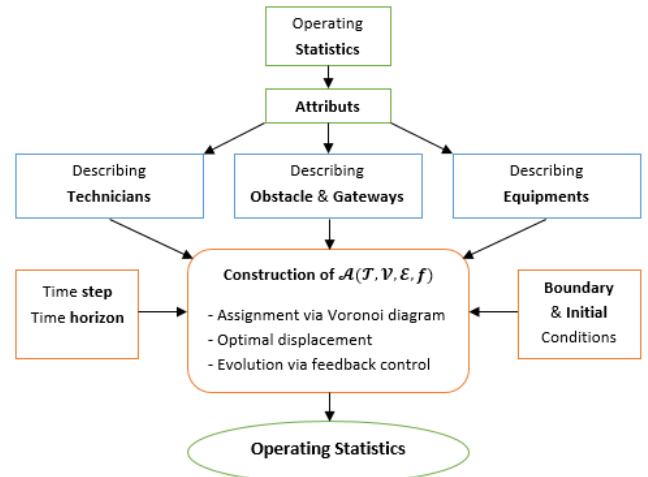 Operating
Statistics
Attributs
Describing
Technicians
Describing
Obstacle & Gateways
Describing
Equipments
Construction of 𝓐(𝓣, 𝓥, 𝓔, 𝒇)
- Assignment via Voronoi diagram
- Optimal displacement
- Evolution via feedback control
Time step
Time horizon
Boundary
& Initial
Conditions
Operating Statistics